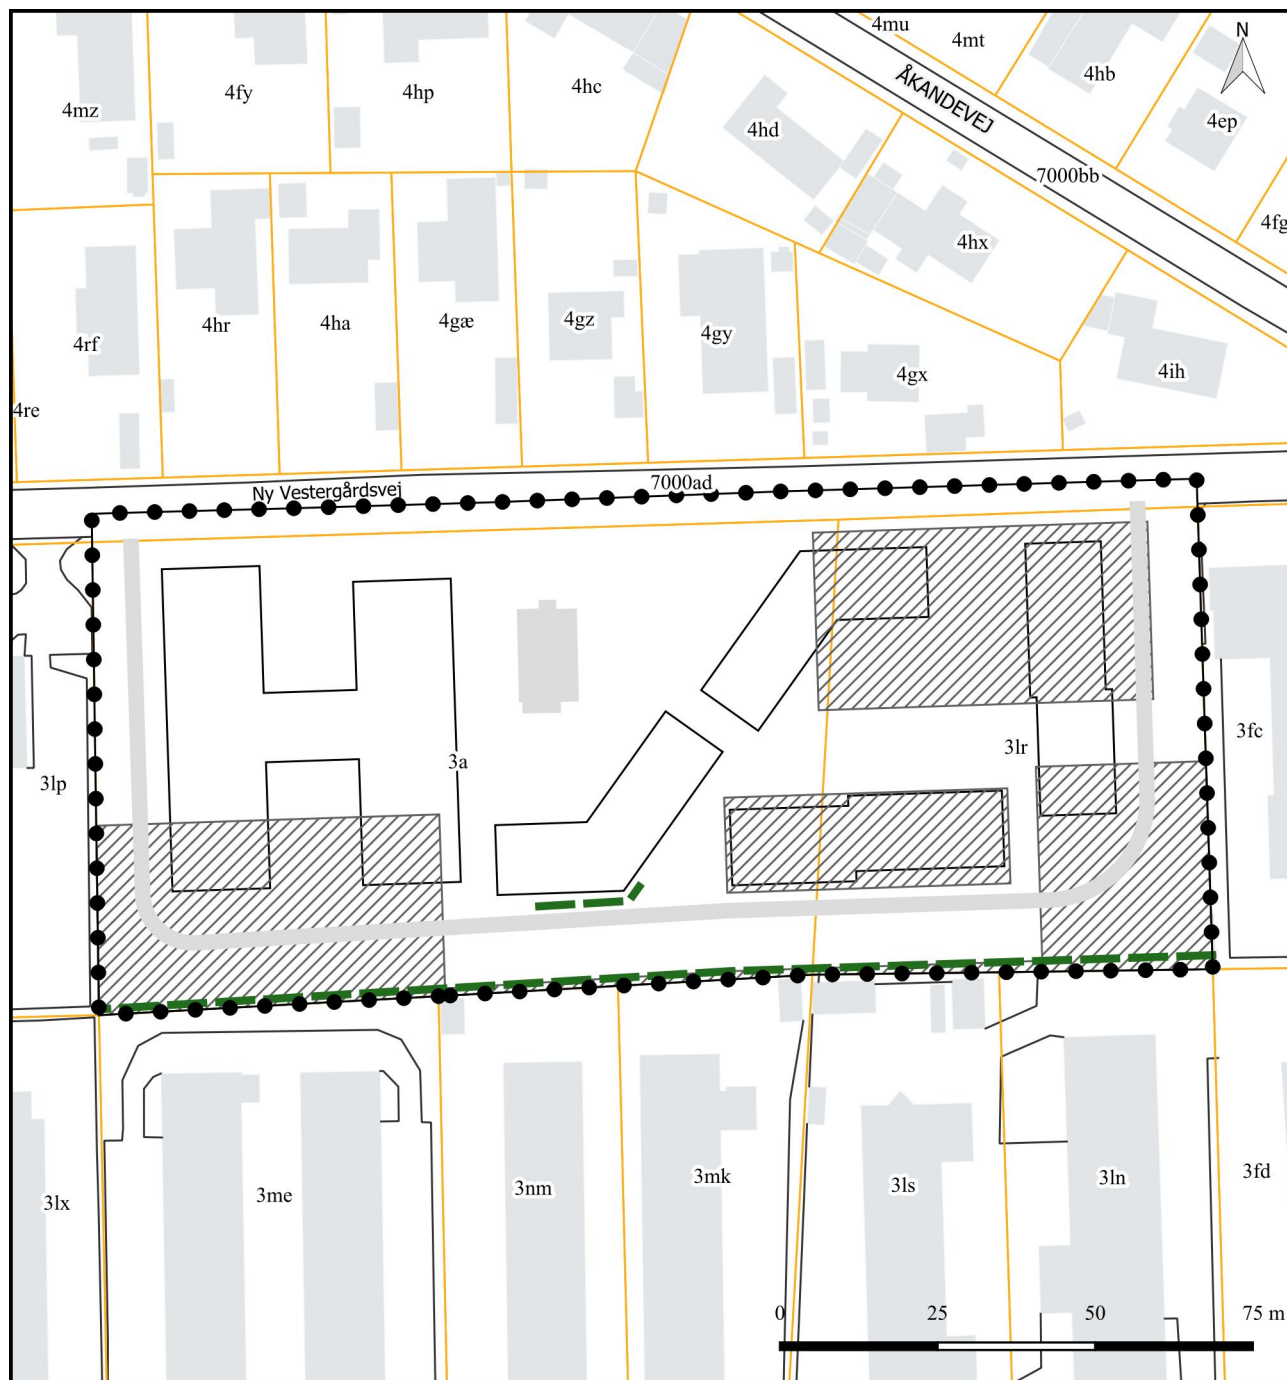 4mu
4mt
N
4hb
4fy
4hp
4hc
4mz
ÅKANDEVEJ
4ep
4hd
7000bb
4fg
4hx
4hr
4ha
4gæ
4gz
4gy
4rf
4gx
4ih
4re
Ny Vestergårdsvej
7000ad
3lp
3a
3lr
3fc
3lx
3me
3nm
3mk
3ls
3ln
3fd
0 25 50 75 m